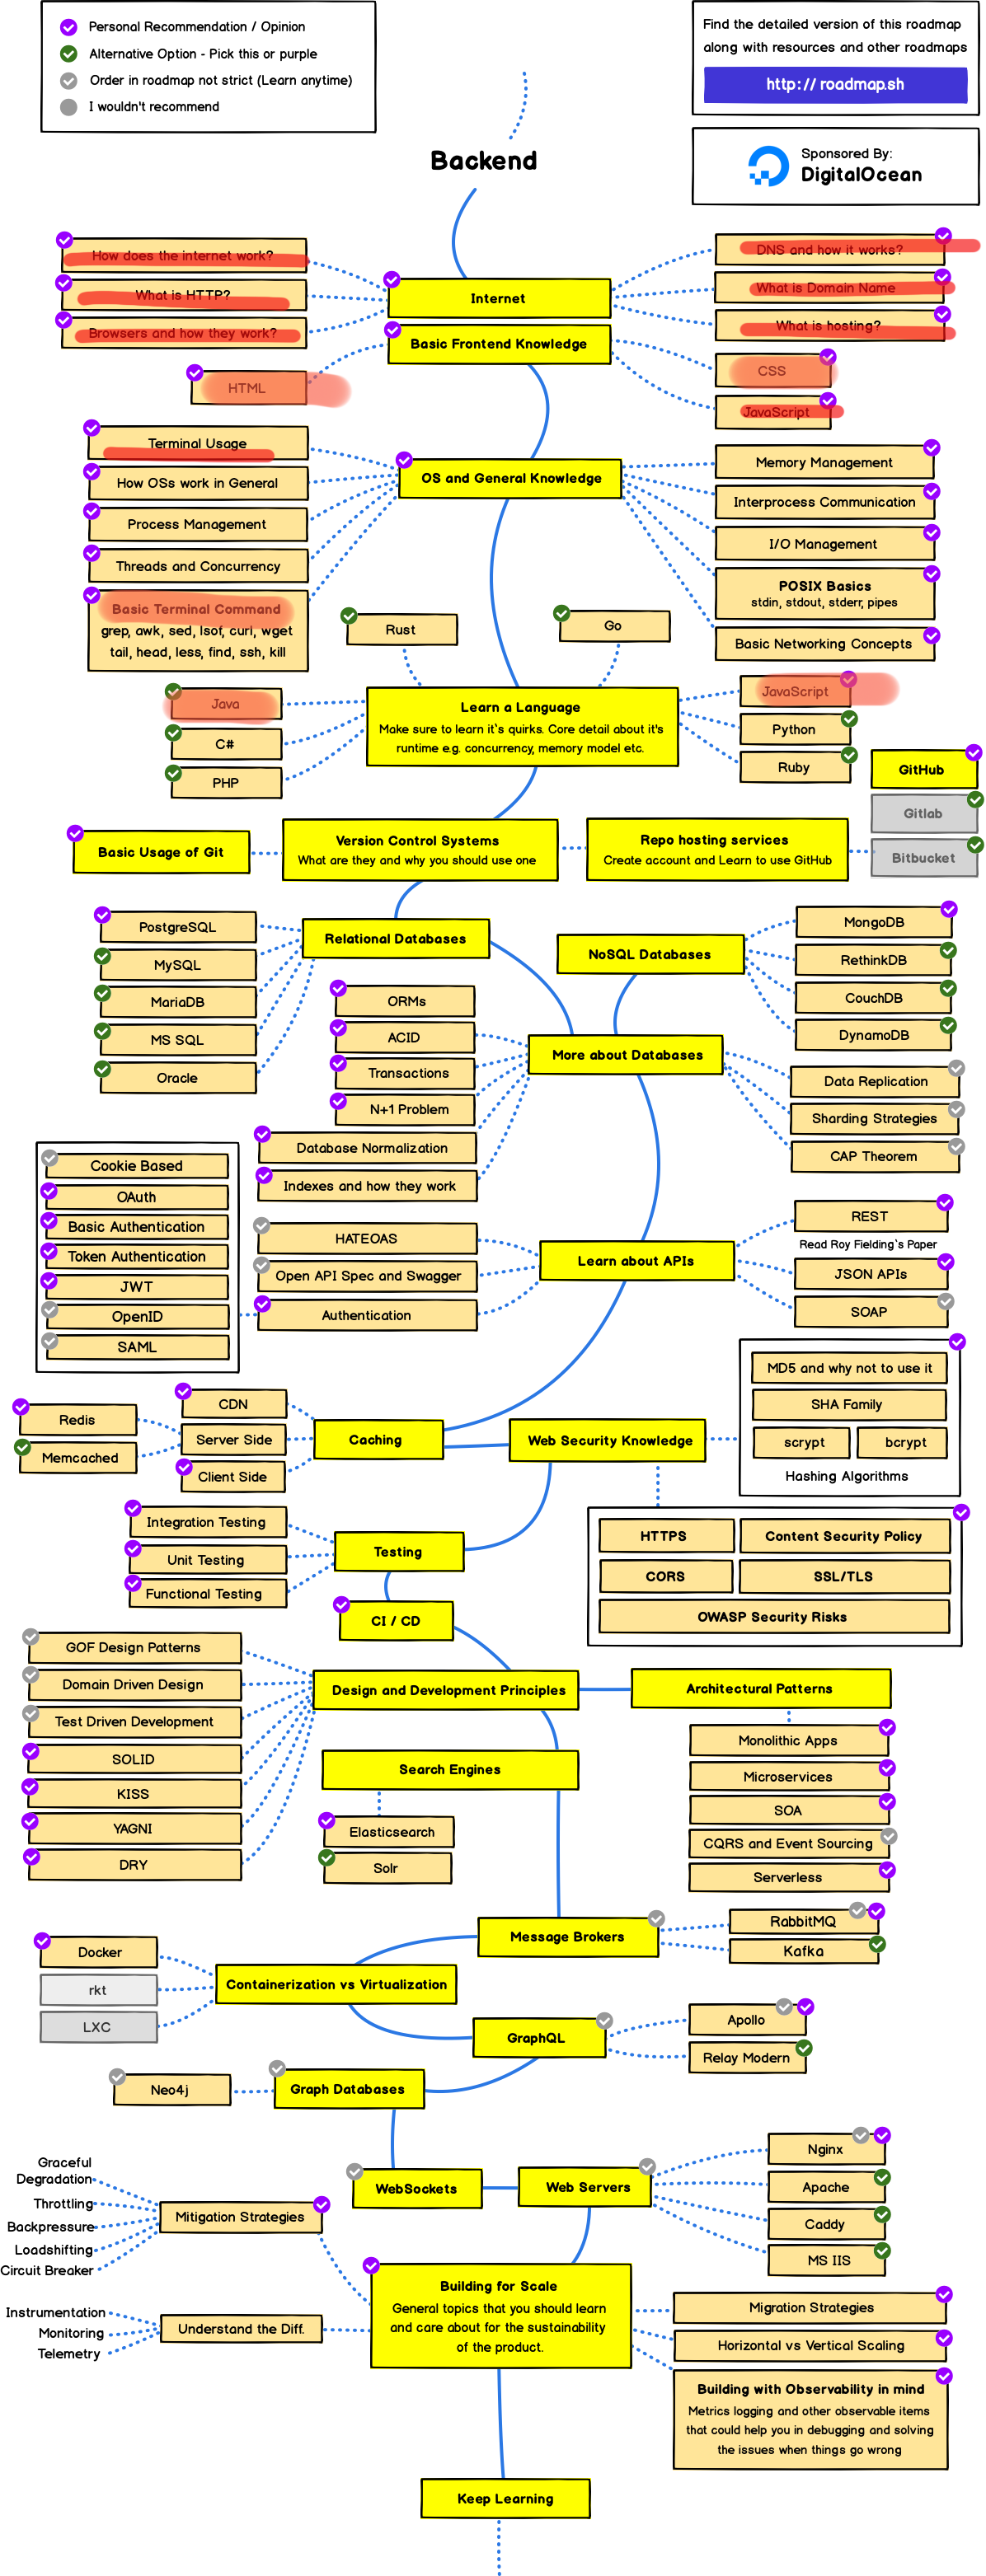 Personal Recommendation / Opinion
Alternative Option - Pick this or purple
Order in roadmap not strict (Learn anytime)
I wouldn't recommend
Find the detailed version of this roadmap
along with resources and other roadmaps
http://roadmap.sh
Sponsored By:
DigitalOcean
Backend
How does the internet work?
What is HTTP?
Browsers and how they work?
Internet
DNS and how it works?
What is Domain Name
What is hosting?
Basic Frontend Knowledge
HTML
CSS
JavaScript
Terminal Usage
How OSs work in General
Process Management
Threads and Concurrency
Basic Terminal Command
grep, awk, sed, lsof, curl, wget
tail, head, less, find, ssh, kill
OS and General Knowledge
Memory Management
Interprocess Communication
I/O Management
POSIX Basics
stdin, stdout, stderr, pipes
Basic Networking Concepts
Rust
Go
Java
C#
PHP
Learn a Language
Make sure to learn it`s quirks. Core detail about it's
runtime e.g. concurrency, memory model etc.
JavaScript
Python
Ruby
GitHub
Gitlab
Bitbucket
Basic Usage of Git
Version Control Systems
What are they and why you should use one
Repo hosting services
Create account and Learn to use GitHub
PostgreSQL
MySQL
MariaDB
MS SQL
Oracle
Relational Databases
NoSQL Databases
MongoDB
RethinkDB
CouchDB
DynamoDB
ORMs
ACID
Transactions
N+1 Problem
Database Normalization
Indexes and how they work
More about Databases
Data Replication
Sharding Strategies
CAP Theorem
Cookie Based
OAuth
Basic Authentication
Token Authentication
JWT
OpenID
SAML
HATEOAS
Open API Spec and Swagger
Authentication
Learn about APIs
REST
Read Roy Fielding`s Paper
JSON APIs
SOAP
Redis
Memcached
CDN
Server Side
Client Side
Caching
Web Security Knowledge
MD5 and why not to use it
SHA Family
scrypt
bcrypt
Hashing Algorithms
HTTPS
Content Security Policy
CORS
SSL/TLS
OWASP Security Risks
Integration Testing
Unit Testing
Functional Testing
Testing
CI / CD
GOF Design Patterns
Domain Driven Design
Test Driven Development
SOLID
KISS
YAGNI
DRY
Design and Development Principles
Architectural Patterns
Monolithic Apps
Microservices
SOA
CQRS and Event Sourcing
Serverless
Search Engines
Elasticsearch
Solr
Message Brokers
RabbitMQ
Kafka
Docker
rkt
LXC
Containerization vs Virtualization
GraphQL
Apollo
Relay Modern
Neo4j
Graph Databases
WebSockets
Web Servers
Nginx
Apache
Caddy
MS IIS
Graceful
Degradation
Throttling
Backpressure
Loadshifting
Circuit Breaker
Mitigation Strategies
Instrumentation
Monitoring
Telemetry
Understand the Diff.
Building for Scale
General topics that you should learn
and care about for the sustainability
of the product.
Migration Strategies
Horizontal vs Vertical Scaling
Building with Observability in mind
Metrics logging and other observable items
that could help you in debugging and solving
the issues when things go wrong
Keep Learning